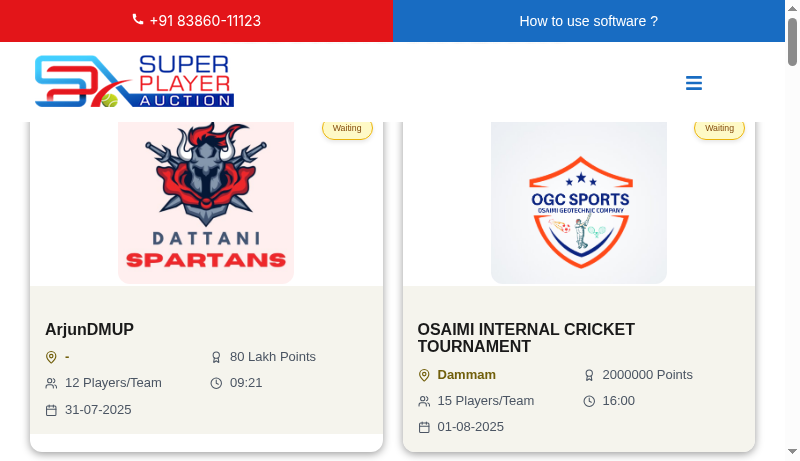 +91 83860-11123
How to use software ?
SUPER
PLAYER
AUCTION
Waiting
DATTANI
SPARTANS
ArjunDMUP
-
80 Lakh Points
12 Players/Team
09:21
31-07-2025
Waiting
OGC SPORTS
OSAIMI GEOTECHNIC COMPANY
OSAIMI INTERNAL CRICKET
TOURNAMENT
Dammam
2000000 Points
15 Players/Team
16:00
01-08-2025